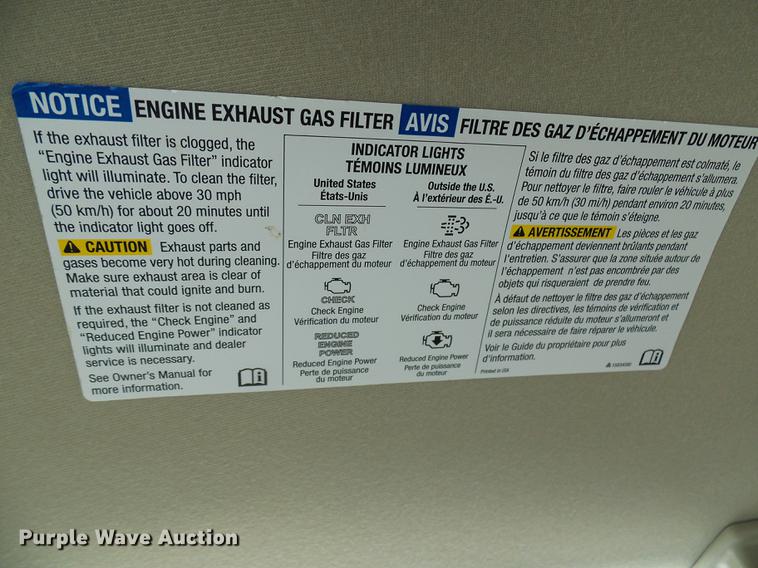 NOTICE ENGINE EXHAUST GAS FILTER
If the exhaust filter is clogged, the
"Engine Exhaust Gas Filter" indicator
light will illuminate. To clean the filter,
drive the vehicle above 30 mph
(50 km/h) for about 20 minutes until
the indicator light goes off.
CAUTION Exhaust parts and
gases become very hot during cleaning.
Make sure exhaust area is clear of
material that could ignite and burn.
If the exhaust filter is not cleaned as
required, the "Check Engine" and
"Reduced Engine Power" indicator
lights will illuminate and dealer
service is necessary.
See Owner's Manual for
more information.
INDICATOR LIGHTS
TÉMOINS LUMINEUX
United States
États-Unis
CLN EXH
FLTR
Engine Exhaust Gas Filter
Filtre des gaz
d'échappement du moteur
CHECK
Check Engine
Vérification du moteur
REDUCED
ENGINE
POWER
Reduced Engine Power
Perte de puissance
du moteur
Outside the U.S.
À l'extérieur des É.-U.
Engine Exhaust Gas Filter
Filtre des gaz
d'échappement du moteur
Check Engine
Vérification du moteur
Reduced Engine Power
Perte de puissance
du moteur
AVIS FILTRE DES GAZ D'ÉCHAPPEMENT DU MOTEUR
Si le filtre des gaz d'échappement est colmaté, le
témoin du filtre des gaz d'échappement s'allumera.
Pour nettoyer le filtre, faire rouler le véhicule à plus
de 50 km/h (30 mi/h) pendant environ 20 minutes,
jusqu'à ce que le témoin s'éteigne.
AVERTISSEMENT Les pièces et les gaz
d'échappement deviennent brûlants pendant
l'entretien. S'assurer que la zone située autour de
l'échappement n'est pas encombrée par des
objets qui risqueraient de prendre feu.
À défaut de nettoyer le filtre des gaz d'échappement
selon les directives, les témoins de vérification et
de puissance réduite du moteur s'allumeront et
il sera nécessaire de faire réparer le véhicule.
Voir le Guide du propriétaire pour plus
d'information.
Printed in USA
Purple Wave Auction